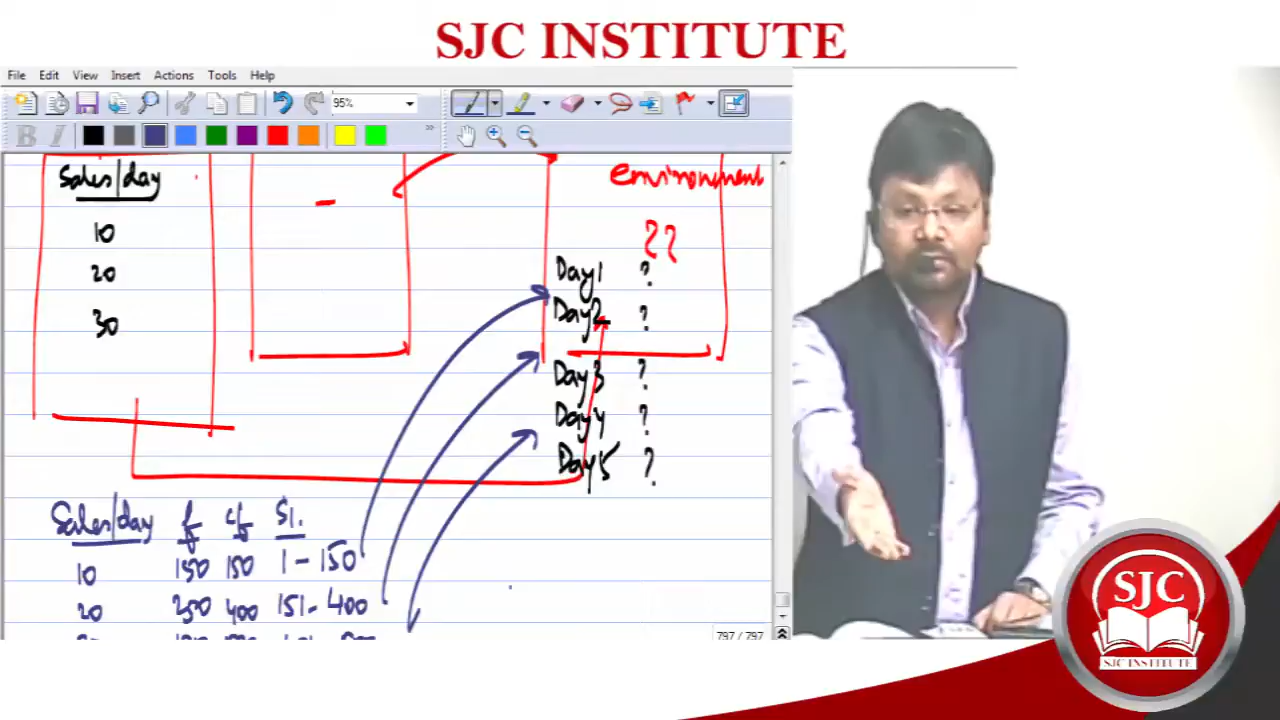 SJC INSTITUTE
File Edit View Insert Actions Tools Help
95%
B I
Sales/day
10
20
30
environment
??
Day1 ?
Day2 ?
Day3 ?
Day4 ?
Day5 ?
Sales/day f cf Sl.
10 150 150 1-150
20 250 400 151-400
797 / 797
SJC
SJC INSTITUTE